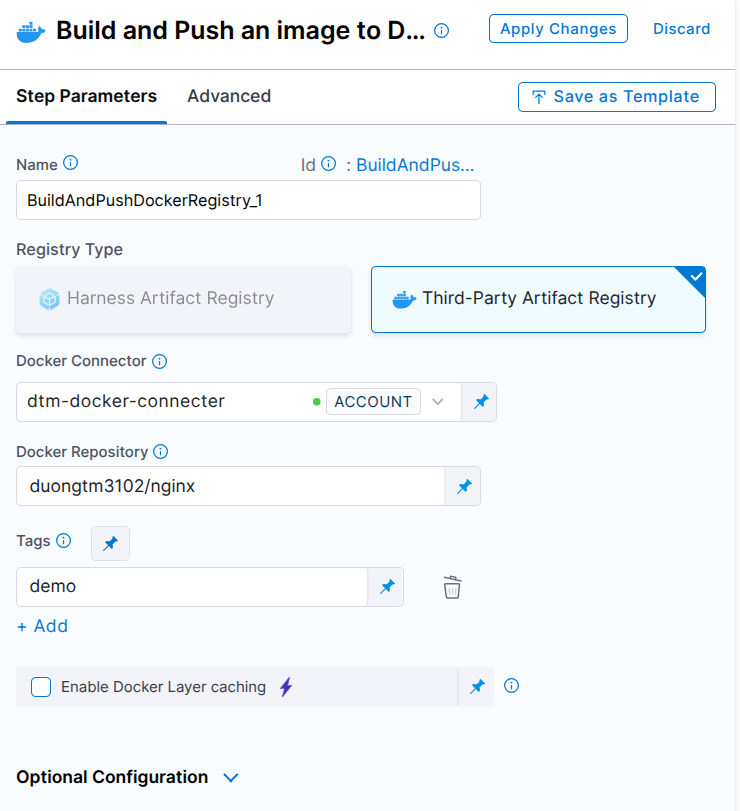 Build and Push an image to D...
Apply Changes
Discard
Step Parameters
Advanced
Save as Template
Name
Id : BuildAndPus...
BuildAndPushDockerRegistry_1
Registry Type
Harness Artifact Registry
Third-Party Artifact Registry
Docker Connector
dtm-docker-connecter
ACCOUNT
Docker Repository
duongtm3102/nginx
Tags
demo
+ Add
Enable Docker Layer caching
Optional Configuration